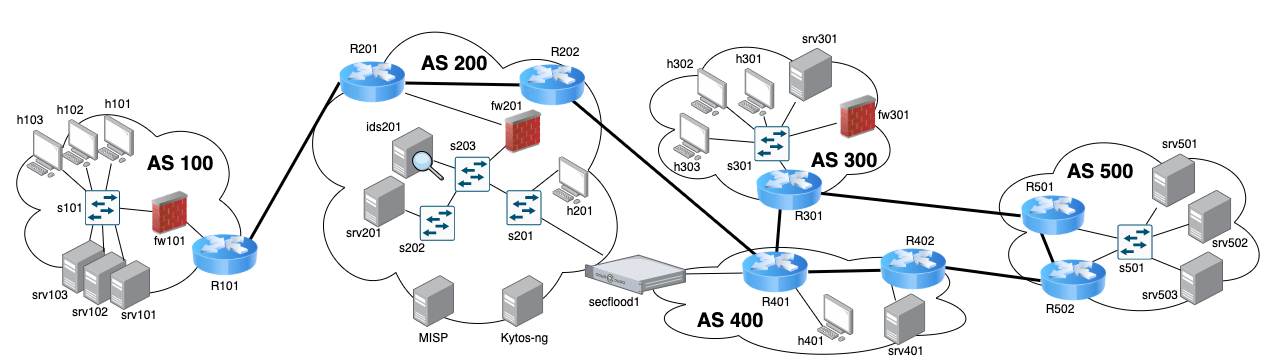 AS 100
h103
h102
h101
s101
fw101
R101
srv103
srv102
srv101
AS 200
R201
R202
fw201
ids201
s203
srv201
s202
s201
h201
MISP
Kytos-ng
secflood1
AS 300
h302
h301
srv301
fw301
h303
s301
R301
AS 400
R401
R402
h401
srv401
AS 500
R501
R502
s501
srv501
srv502
srv503